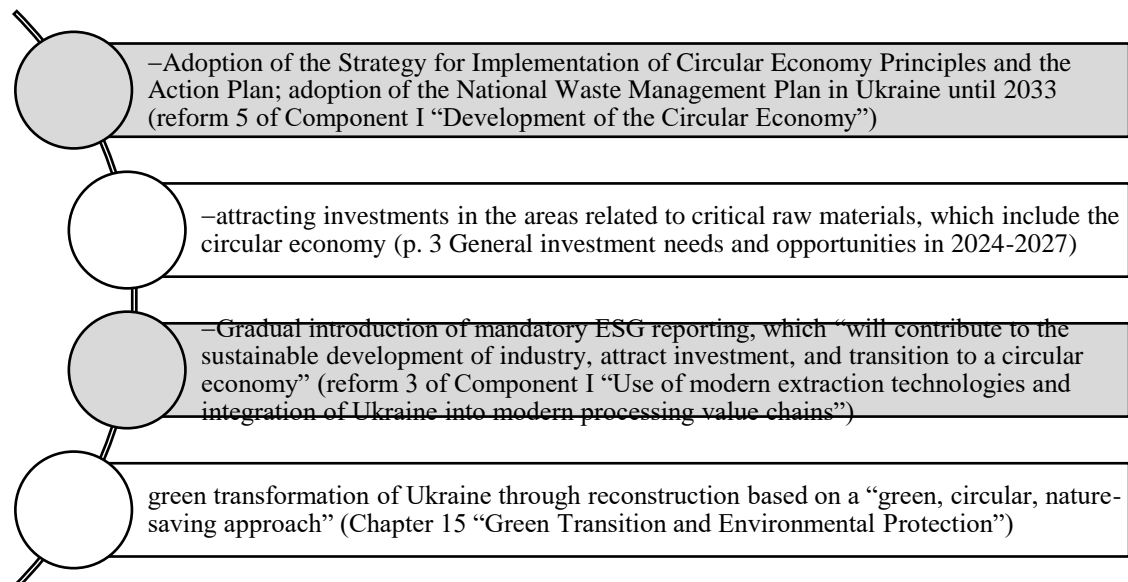 –Adoption of the Strategy for Implementation of Circular Economy Principles and the
Action Plan; adoption of the National Waste Management Plan in Ukraine until 2033
(reform 5 of Component I “Development of the Circular Economy”)
–attracting investments in the areas related to critical raw materials, which include the
circular economy (p. 3 General investment needs and opportunities in 2024-2027)
–Gradual introduction of mandatory ESG reporting, which “will contribute to the
sustainable development of industry, attract investment, and transition to a circular
economy” (reform 3 of Component I “Use of modern extraction technologies and
integration of Ukraine into modern processing value chains”)
green transformation of Ukraine through reconstruction based on a “green, circular, nature-
saving approach” (Chapter 15 “Green Transition and Environmental Protection”)